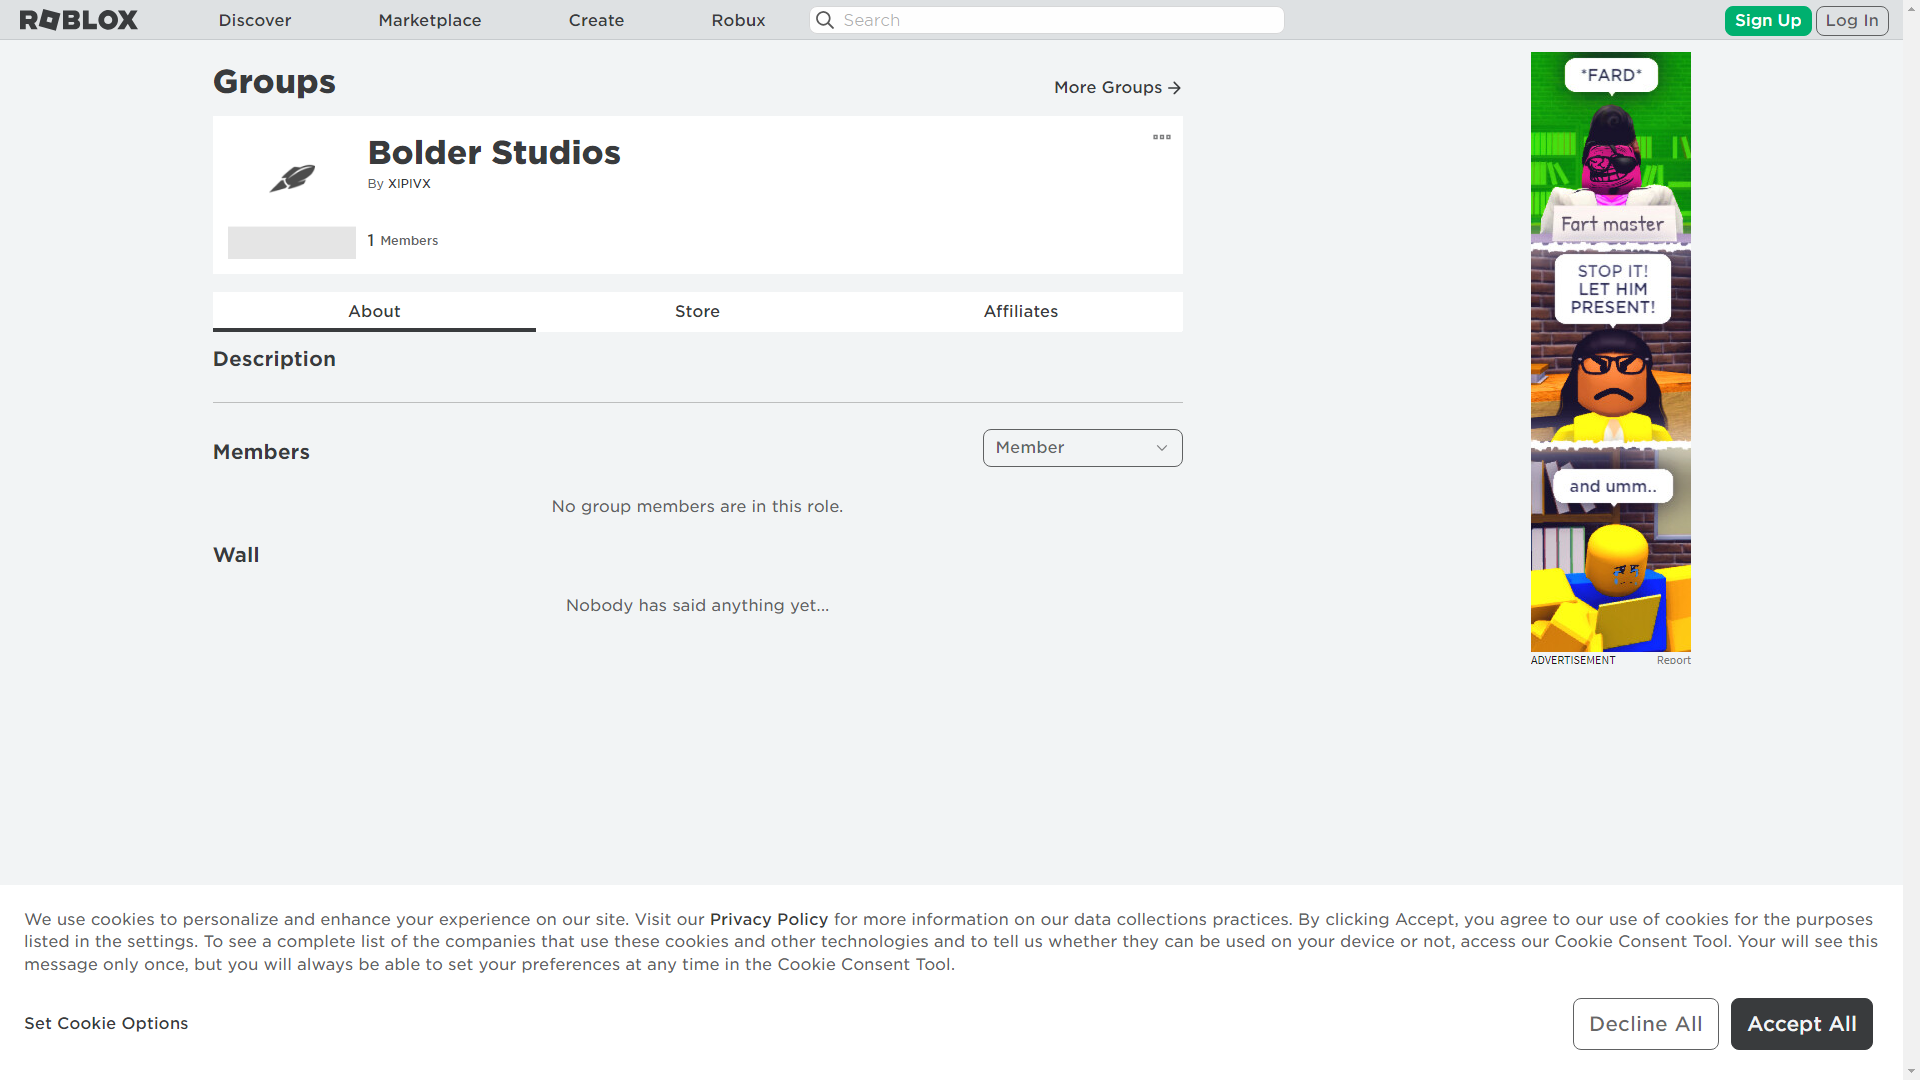 ROBLOX
Discover
Marketplace
Create
Robux
Search
Sign Up
Log In
Groups
More Groups
Bolder Studios
By XIPIVX
1 Members
About
Store
Affiliates
Description
Members
Member
No group members are in this role.
Wall
Nobody has said anything yet...
*FARD*
Fart master
STOP IT!
LET HIM
PRESENT!
and umm..
ADVERTISEMENT
Report
We use cookies to personalize and enhance your experience on our site. Visit our Privacy Policy for more information on our data collections practices. By clicking Accept, you agree to our use of cookies for the purposes
listed in the settings. To see a complete list of the companies that use these cookies and other technologies and to tell us whether they can be used on your device or not, access our Cookie Consent Tool. Your will see this
message only once, but you will always be able to set your preferences at any time in the Cookie Consent Tool.
Set Cookie Options
Decline All
Accept All